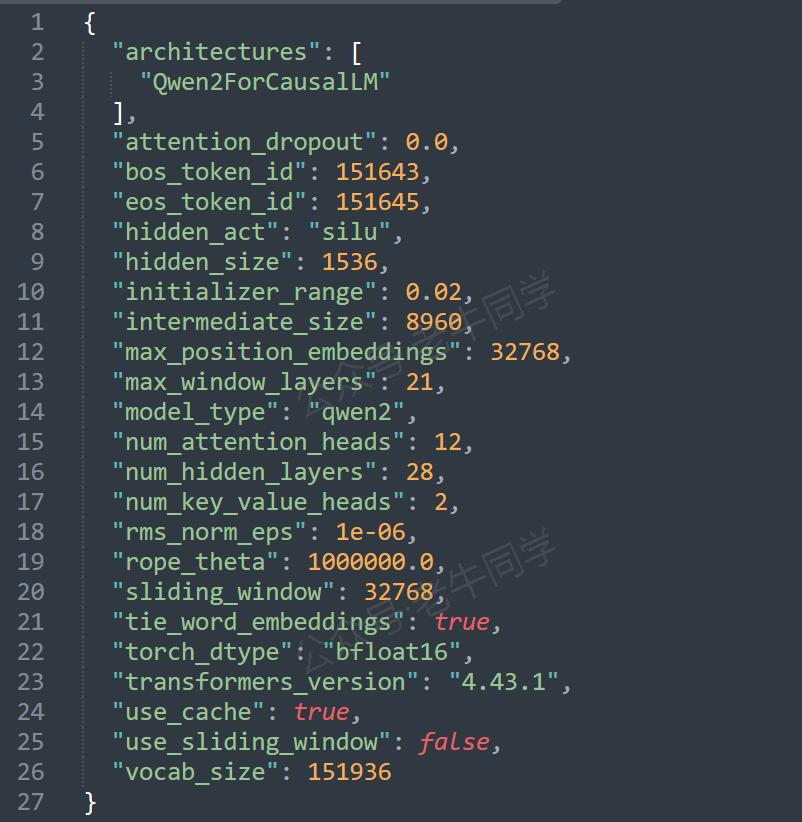 1 {
2 "architectures": [
3 "Qwen2ForCausalLM"
4 ],
5 "attention_dropout": 0.0,
6 "bos_token_id": 151643,
7 "eos_token_id": 151645,
8 "hidden_act": "silu",
9 "hidden_size": 1536,
10 "initializer_range": 0.02,
11 "intermediate_size": 8960,
12 "max_position_embeddings": 32768,
13 "max_window_layers": 21,
14 "model_type": "qwen2",
15 "num_attention_heads": 12,
16 "num_hidden_layers": 28,
17 "num_key_value_heads": 2,
18 "rms_norm_eps": 1e-06,
19 "rope_theta": 1000000.0,
20 "sliding_window": 32768,
21 "tie_word_embeddings": true,
22 "torch_dtype": "bfloat16",
23 "transformers_version": "4.43.1",
24 "use_cache": true,
25 "use_sliding_window": false,
26 "vocab_size": 151936
27 }
公众号:老牛同学
公众号:老牛同学